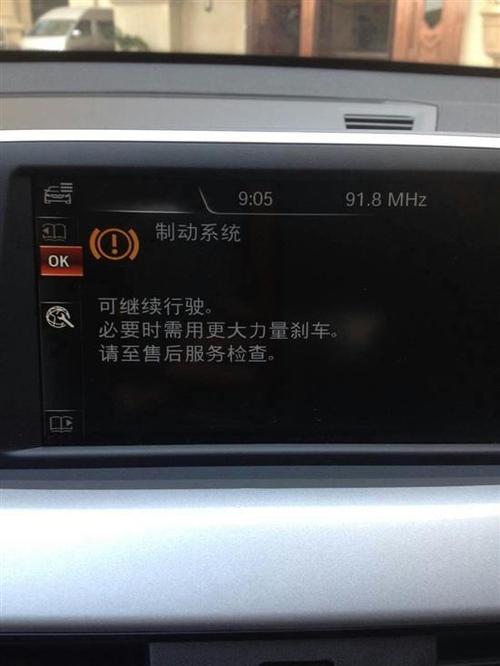 9:05 91.8 MHz
制动系统
OK
可继续行驶。
必要时需用更大力量刹车。
请至售后服务检查。